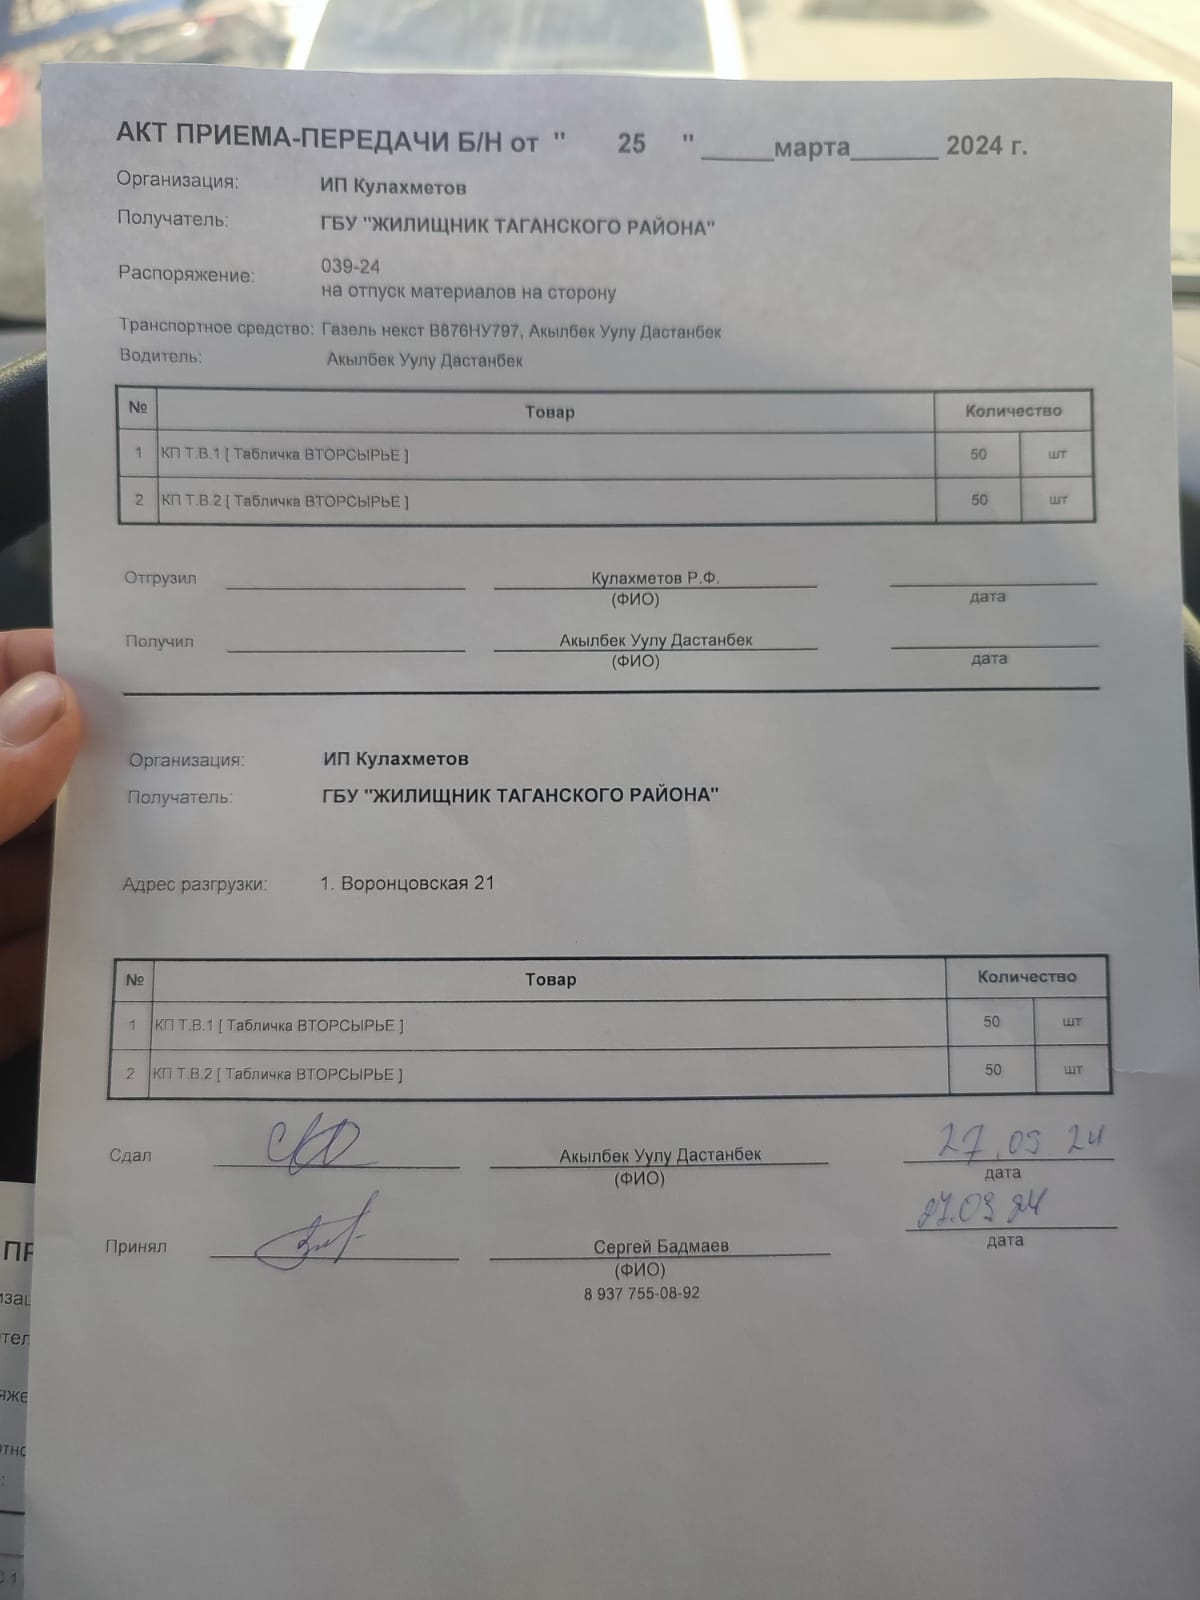 АКТ ПРИЕМА-ПЕРЕДАЧИ Б/Н от " 25 " _____марта______ 2024 г.
Организация: ИП Кулахметов
Получатель: ГБУ "ЖИЛИЩНИК ТАГАНСКОГО РАЙОНА"
Распоряжение: 039-24
на отпуск материалов на сторону
Транспортное средство: Газель некст В876НУ797, Акылбек Уулу Дастанбек
Водитель: Акылбек Уулу Дастанбек
№ Товар Количество
1 КП Т.В.1 [ Табличка ВТОРСЫРЬЕ ] 50 шт
2 КП Т.В.2 [ Табличка ВТОРСЫРЬЕ ] 50 шт
Отгрузил Кулахметов Р.Ф.
(ФИО) дата
Получил Акылбек Уулу Дастанбек
(ФИО) дата
Организация: ИП Кулахметов
Получатель: ГБУ "ЖИЛИЩНИК ТАГАНСКОГО РАЙОНА"
Адрес разгрузки: 1. Воронцовская 21
№ Товар Количество
1 КП Т.В.1 [ Табличка ВТОРСЫРЬЕ ] 50 шт
2 КП Т.В.2 [ Табличка ВТОРСЫРЬЕ ] 50 шт
Сдал Акылбек Уулу Дастанбек 27.03 24
(ФИО) дата
Принял Сергей Бадмаев 27.03 24
(ФИО) дата
8 937 755-08-92